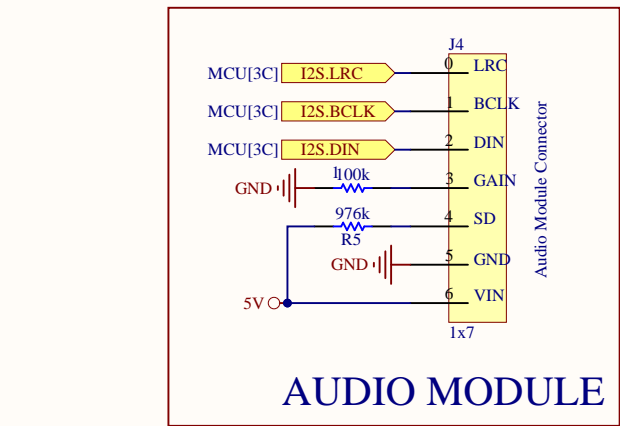 J4
MCU[3C] I2S.LRC 0 LRC
MCU[3C] I2S.BCLK 1 BCLK
MCU[3C] I2S.DIN 2 DIN
GND 100k 3 GAIN
976k 4 SD
R5
GND 5 GND
5V 6 VIN
1x7
Audio Module Connector
AUDIO MODULE